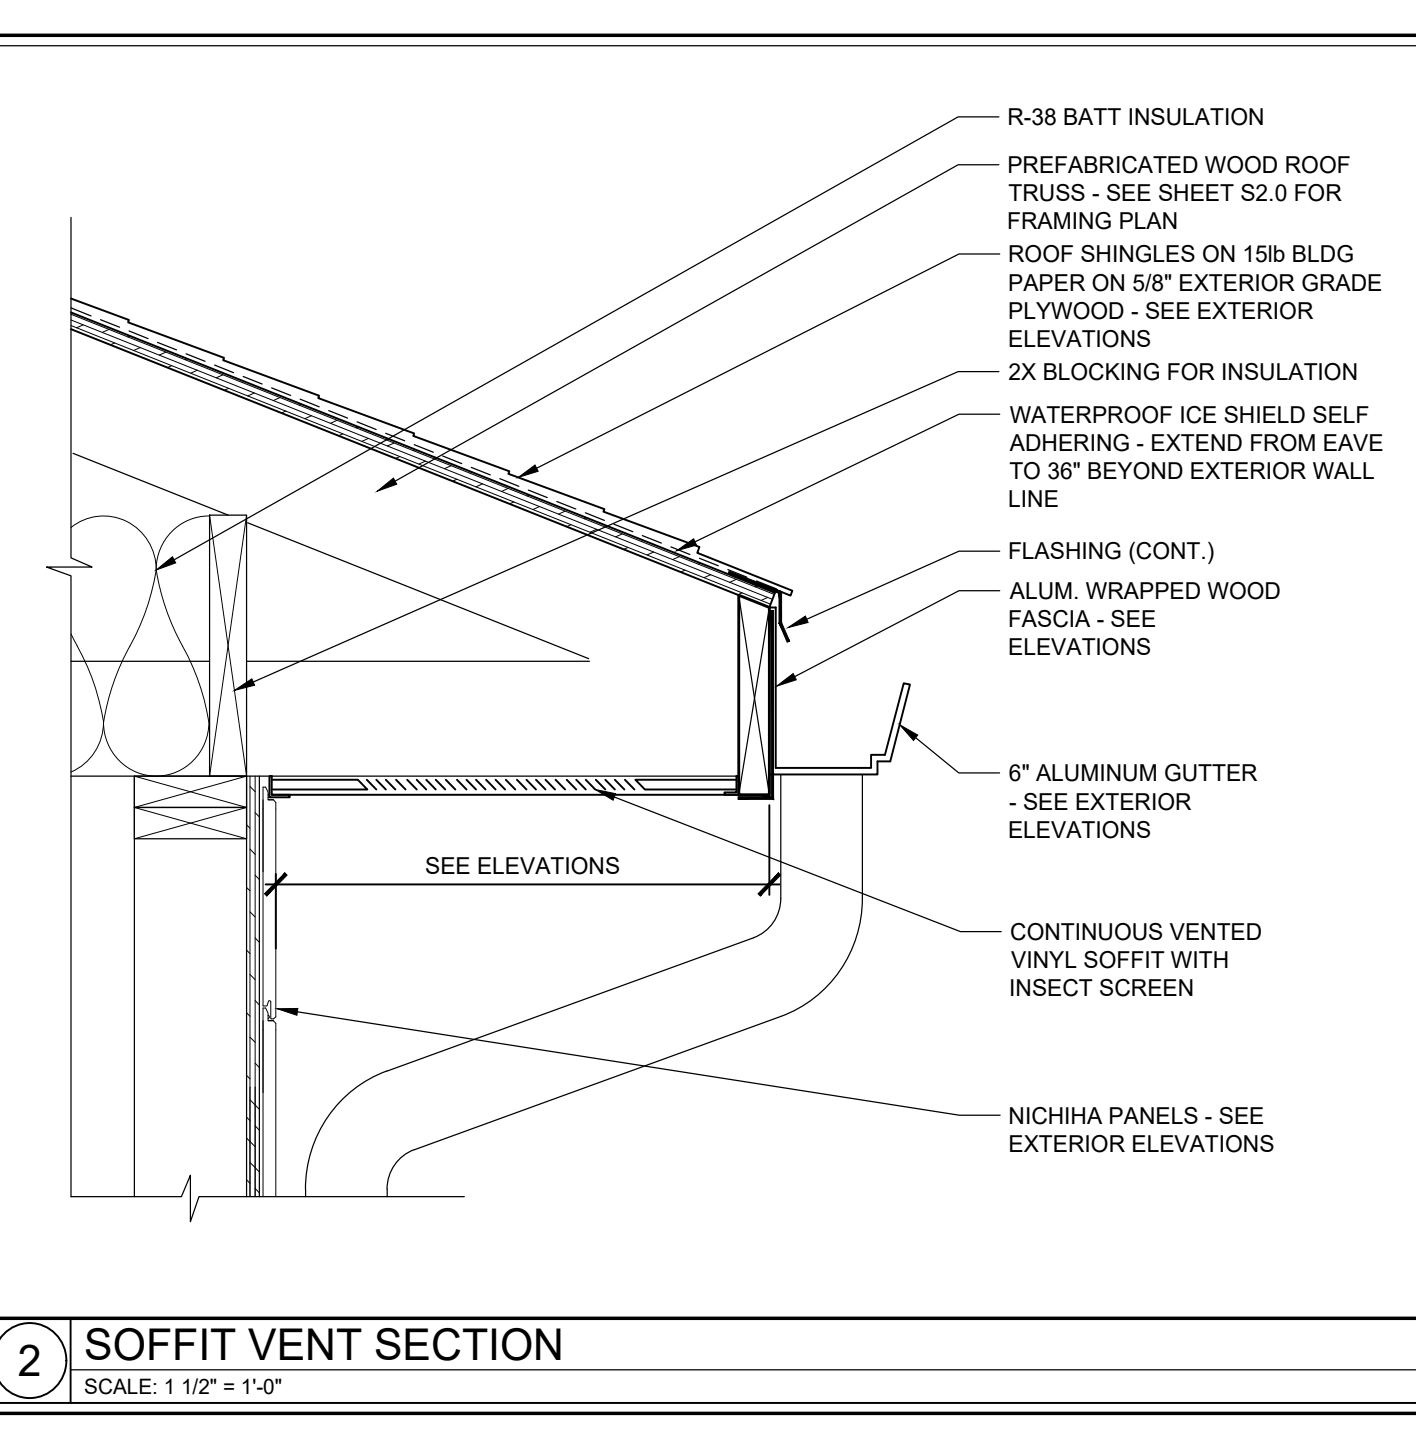 R-38 BATT INSULATION
PREFABRICATED WOOD ROOF
TRUSS - SEE SHEET S2.0 FOR
FRAMING PLAN
ROOF SHINGLES ON 15lb BLDG
PAPER ON 5/8" EXTERIOR GRADE
PLYWOOD - SEE EXTERIOR
ELEVATIONS
2X BLOCKING FOR INSULATION
WATERPROOF ICE SHIELD SELF
ADHERING - EXTEND FROM EAVE
TO 36" BEYOND EXTERIOR WALL
LINE
FLASHING (CONT.)
ALUM. WRAPPED WOOD
FASCIA - SEE
ELEVATIONS
6" ALUMINUM GUTTER
- SEE EXTERIOR
ELEVATIONS
SEE ELEVATIONS
CONTINUOUS VENTED
VINYL SOFFIT WITH
INSECT SCREEN
NICHIHA PANELS - SEE
EXTERIOR ELEVATIONS
2
SOFFIT VENT SECTION
SCALE: 1 1/2" = 1'-0"